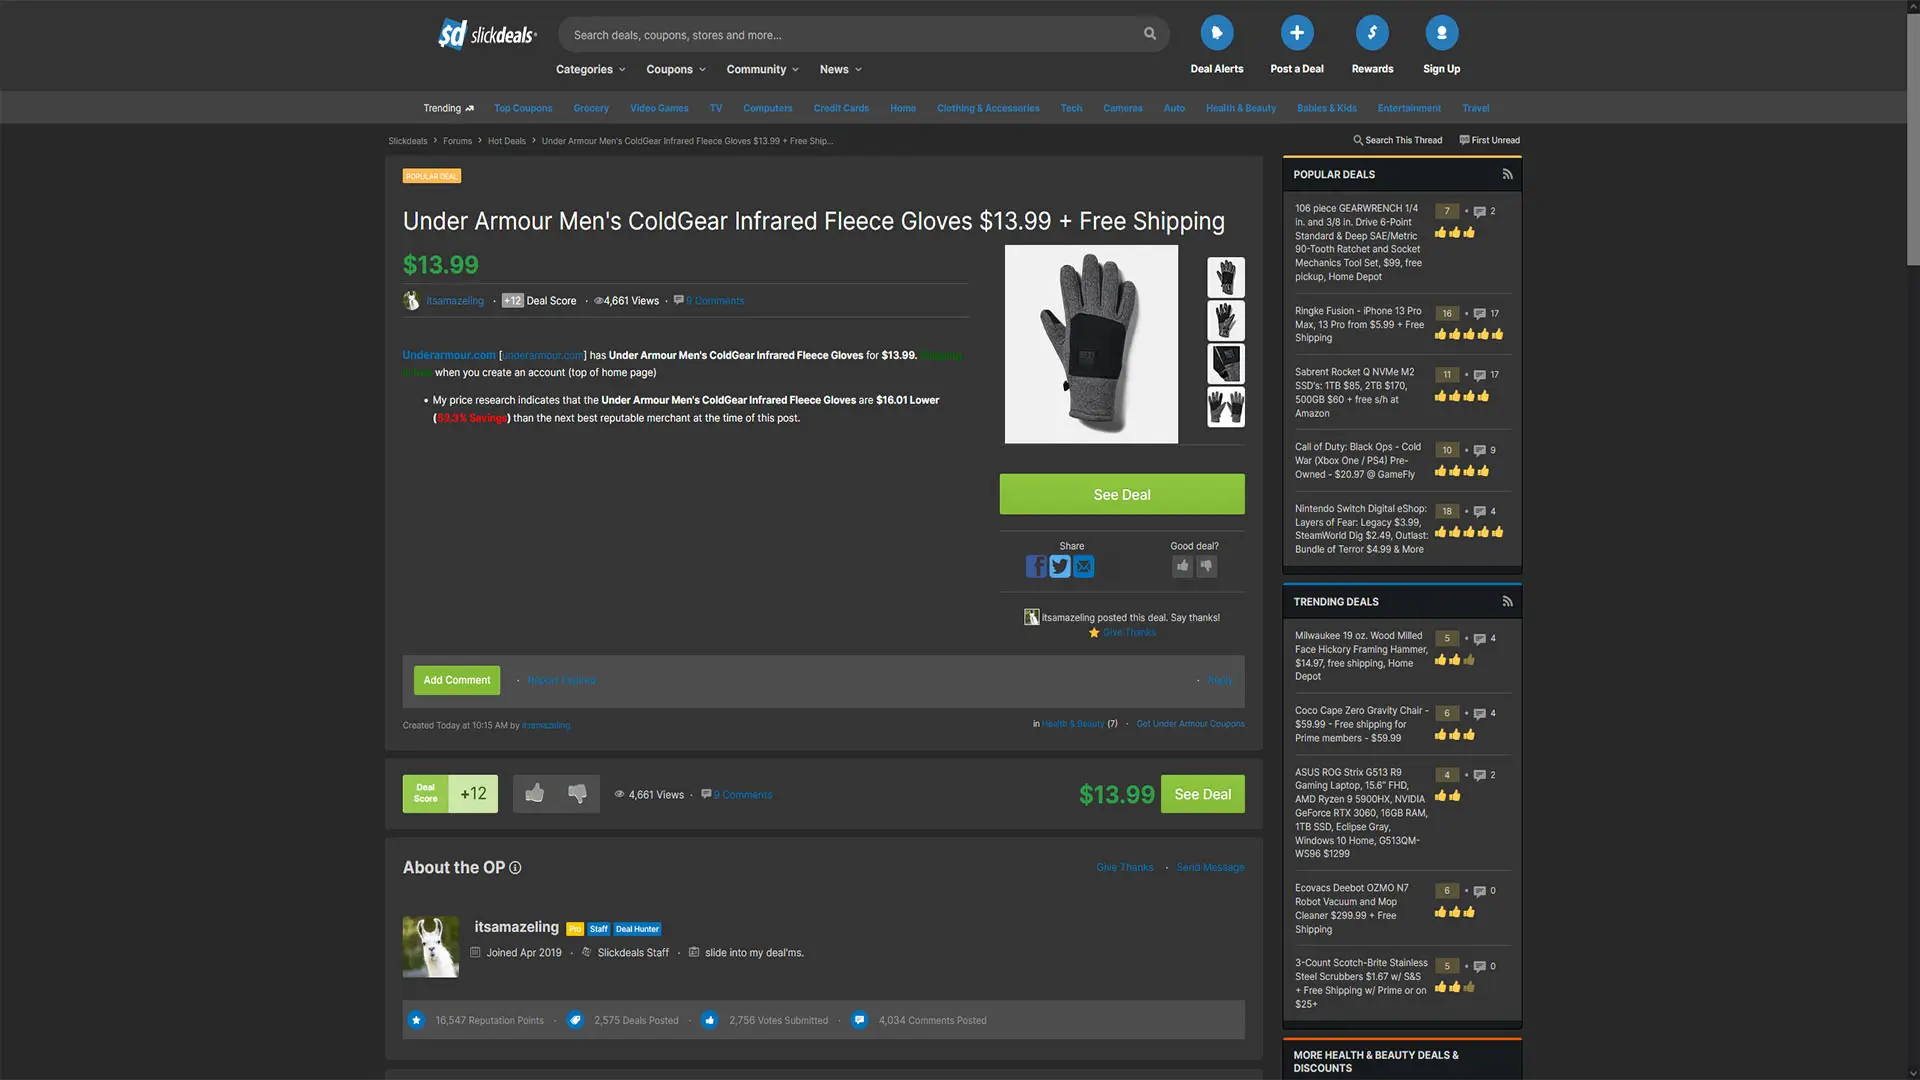 slickdeals
Search deals, coupons, stores and more...
Categories
Coupons
Community
News
Deal Alerts
Post a Deal
Rewards
Sign Up
Trending
Top Coupons
Grocery
Video Games
TV
Computers
Credit Cards
Home
Clothing & Accessories
Tech
Cameras
Auto
Health & Beauty
Babies & Kids
Entertainment
Travel
Slickdeals > Forums > Hot Deals > Under Armour Men's ColdGear Infrared Fleece Gloves $13.99 + Free Ship...
Search This Thread
First Unread
POPULAR DEAL
Under Armour Men's ColdGear Infrared Fleece Gloves $13.99 + Free Shipping
$13.99
itsamazeling · +12 Deal Score · 4,661 Views · 9 Comments
Underarmour.com [underarmour.com] has Under Armour Men's ColdGear Infrared Fleece Gloves for $13.99. Shipping
is free when you create an account (top of home page)
• My price research indicates that the Under Armour Men's ColdGear Infrared Fleece Gloves are $16.01 Lower
(53.3% Savings) than the next best reputable merchant at the time of this post.
See Deal
Share
Good deal?
itsamazeling posted this deal. Say thanks!
Give Thanks
Add Comment
· Report Expired
· Reply
Created Today at 10:15 AM by itsamazeling
in Health & Beauty (7) · Get Under Armour Coupons
Deal
Score
+12
4,661 Views · 9 Comments
$13.99
See Deal
About the OP
Give Thanks · Send Message
itsamazeling Pro Staff Deal Hunter
Joined Apr 2019 · Slickdeals Staff · slide into my deal'ms.
16,547 Reputation Points · 2,575 Deals Posted · 2,756 Votes Submitted · 4,034 Comments Posted
POPULAR DEALS
106 piece GEARWRENCH 1/4
in. and 3/8 in. Drive 6-Point
Standard & Deep SAE/Metric
90-Tooth Ratchet and Socket
Mechanics Tool Set, $99, free
pickup, Home Depot
7 • 2
Ringke Fusion - iPhone 13 Pro
Max, 13 Pro from $5.99 + Free
Shipping
16 • 17
Sabrent Rocket Q NVMe M2
SSD's: 1TB $85, 2TB $170,
500GB $60 + free s/h at
Amazon
11 • 17
Call of Duty: Black Ops - Cold
War (Xbox One / PS4) Pre-
Owned - $20.97 @ GameFly
10 • 9
Nintendo Switch Digital eShop:
Layers of Fear: Legacy $3.99,
SteamWorld Dig $2.49, Outlast:
Bundle of Terror $4.99 & More
18 • 4
TRENDING DEALS
Milwaukee 19 oz. Wood Milled
Face Hickory Framing Hammer,
$14.97, free shipping, Home
Depot
5 • 4
Coco Cape Zero Gravity Chair -
$59.99 - Free shipping for
Prime members - $59.99
6 • 4
ASUS ROG Strix G513 R9
Gaming Laptop, 15.6" FHD,
AMD Ryzen 9 5900HX, NVIDIA
GeForce RTX 3060, 16GB RAM,
1TB SSD, Eclipse Gray,
Windows 10 Home, G513QM-
WS96 $1299
4 • 2
Ecovacs Deebot OZMO N7
Robot Vacuum and Mop
Cleaner $299.99 + Free
Shipping
6 • 0
3-Count Scotch-Brite Stainless
Steel Scrubbers $1.67 w/ S&S
+ Free Shipping w/ Prime or on
$25+
5 • 0
MORE HEALTH & BEAUTY DEALS &
DISCOUNTS